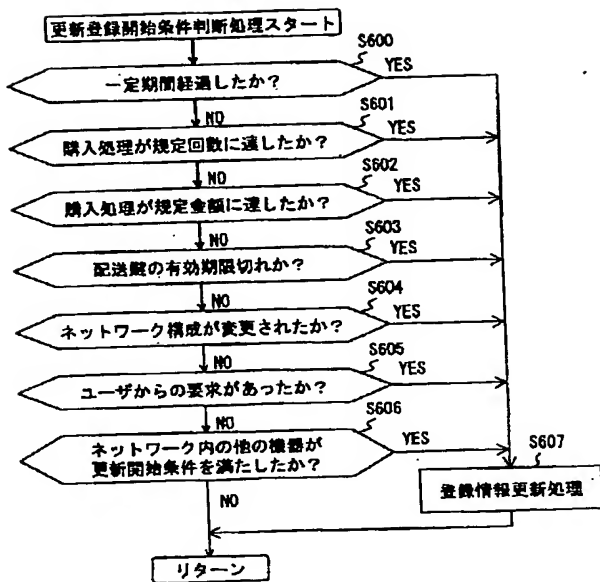 更新登録開始条件判断処理スタート
S600
一定期間経過したか？
YES
NO
S601
購入処理が規定回数に達したか？
YES
NO
S602
購入処理が規定金額に達したか？
YES
NO
S603
配送鍵の有効期限切れか？
YES
NO
S604
ネットワーク構成が変更されたか？
YES
NO
S605
ユーザからの要求があったか？
YES
NO
S606
ネットワーク内の他の機器が
更新開始条件を満たしたか？
YES
NO
S607
登録情報更新処理
リターン